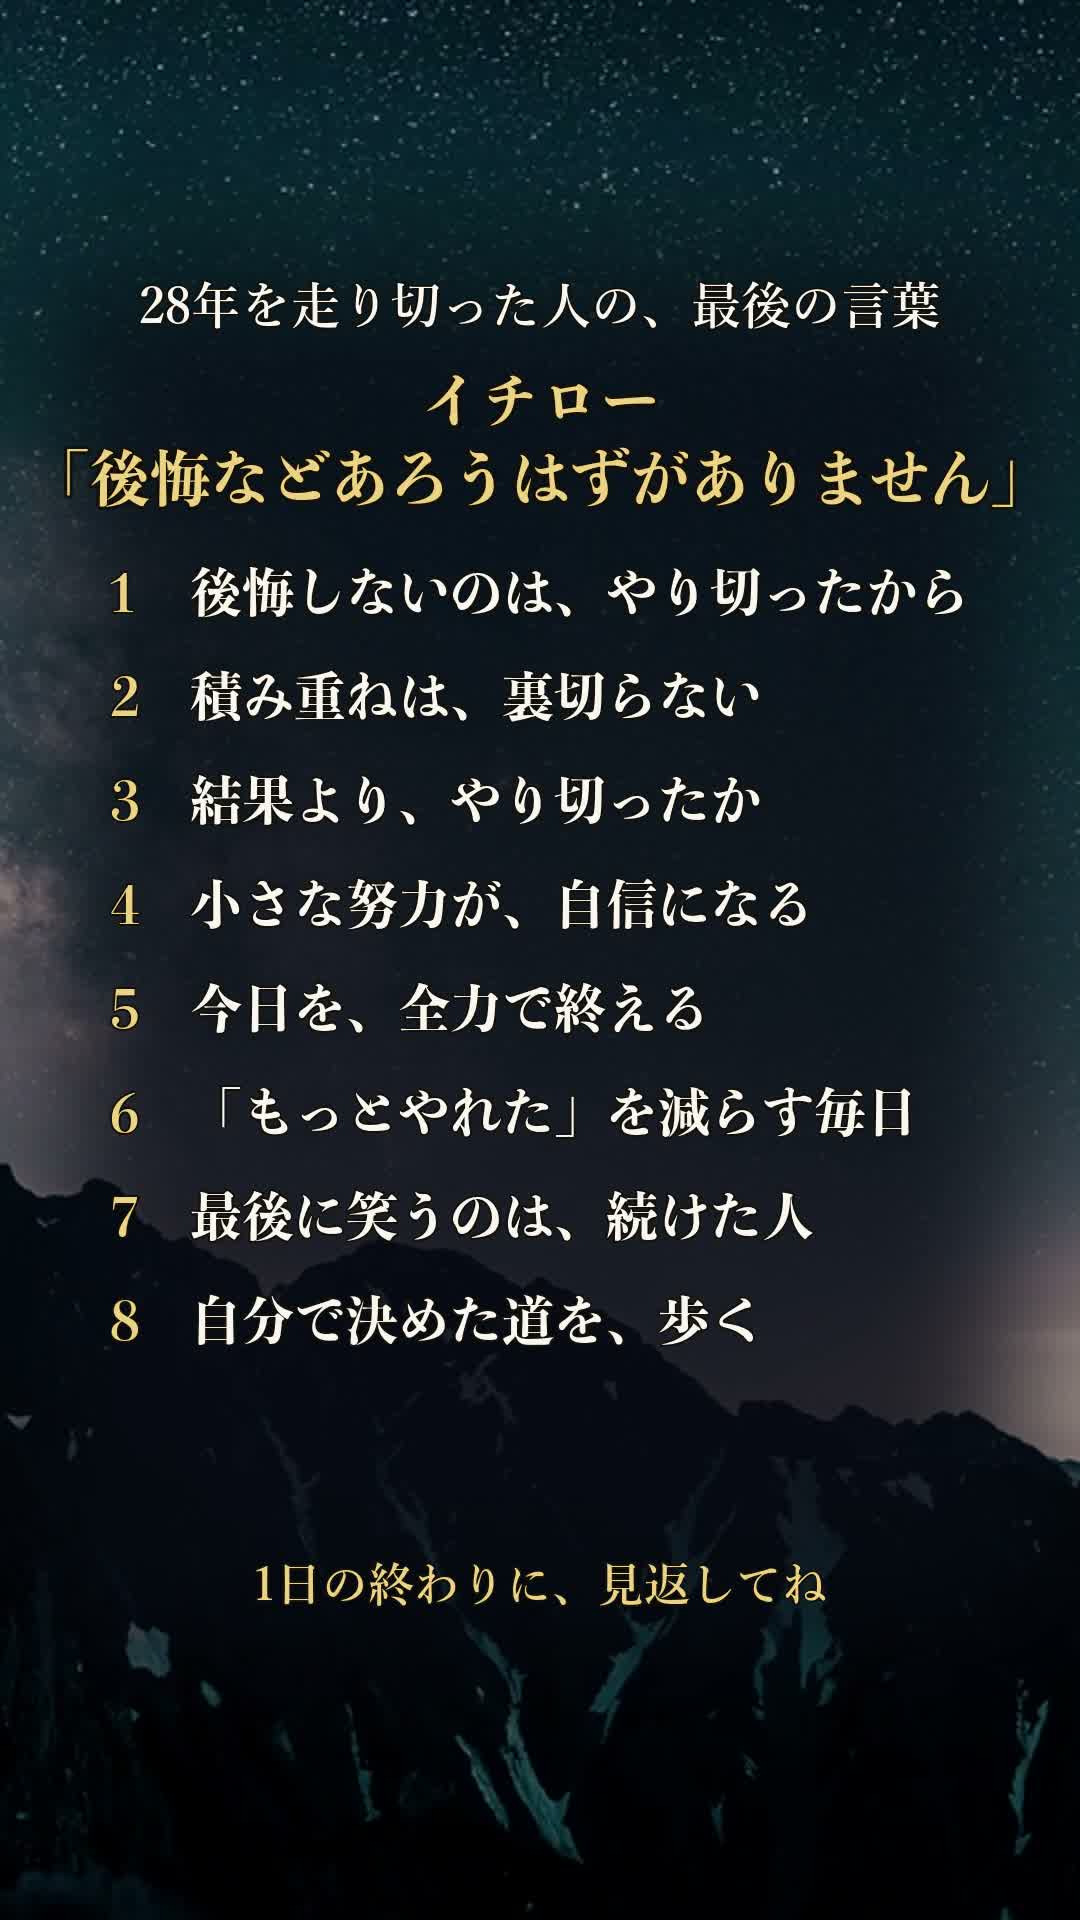 28年を走り切った人の、最後の言葉
イチロー
「後悔などあろうはずがありません」
1 後悔しないのは、やり切ったから
2 積み重ねは、裏切らない
3 結果より、やり切ったか
4 小さな努力が、自信になる
5 今日を、全力で終える
6 「もっとやれた」を減らす毎日
7 最後に笑うのは、続けた人
8 自分で決めた道を、歩く
1日の終わりに、見返してね